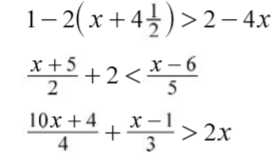 1 − 2(x + 4½) > 2 − 4x
(x + 5)/2 + 2 < (x − 6)/5
(10x + 4)/4 + (x − 1)/3 > 2x